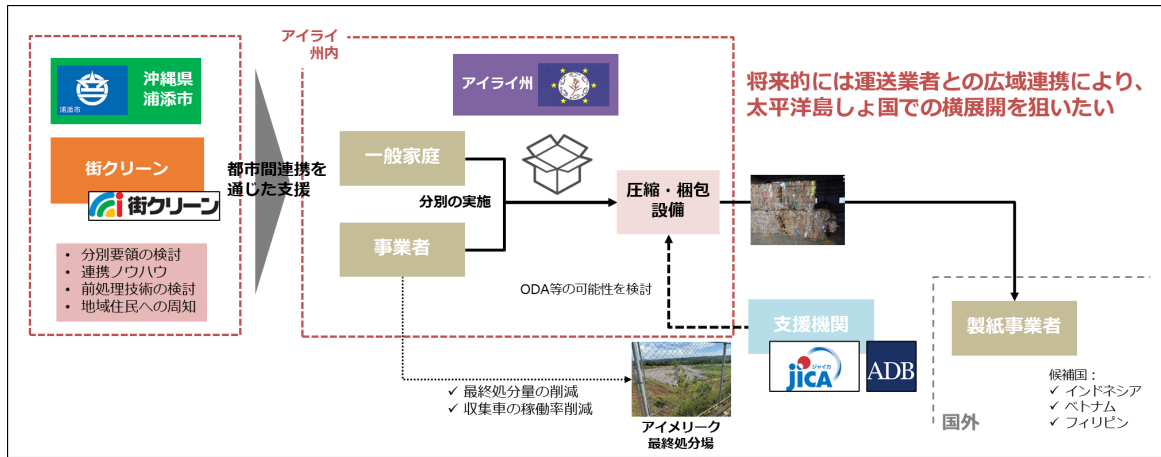 沖縄県
浦添市
浦添市
街クリーン
街クリーン
• 分別要領の検討
• 連携ノウハウ
• 前処理技術の検討
• 地域住民への周知
都市間連携を
通じた支援
アイライ
州内
アイライ州
一般家庭
事業者
分別の実施
圧縮・梱包
設備
ODA等の可能性を検討
✓ 最終処分量の削減
✓ 収集車の稼働率削減
アイメリーク
最終処分場
将来的には運送業者との広域連携により、
太平洋島しょ国での横展開を狙いたい
支援機関
ジャイカ
jICA
ADB
製紙事業者
候補国：
✓ インドネシア
✓ ベトナム
✓ フィリピン
国外